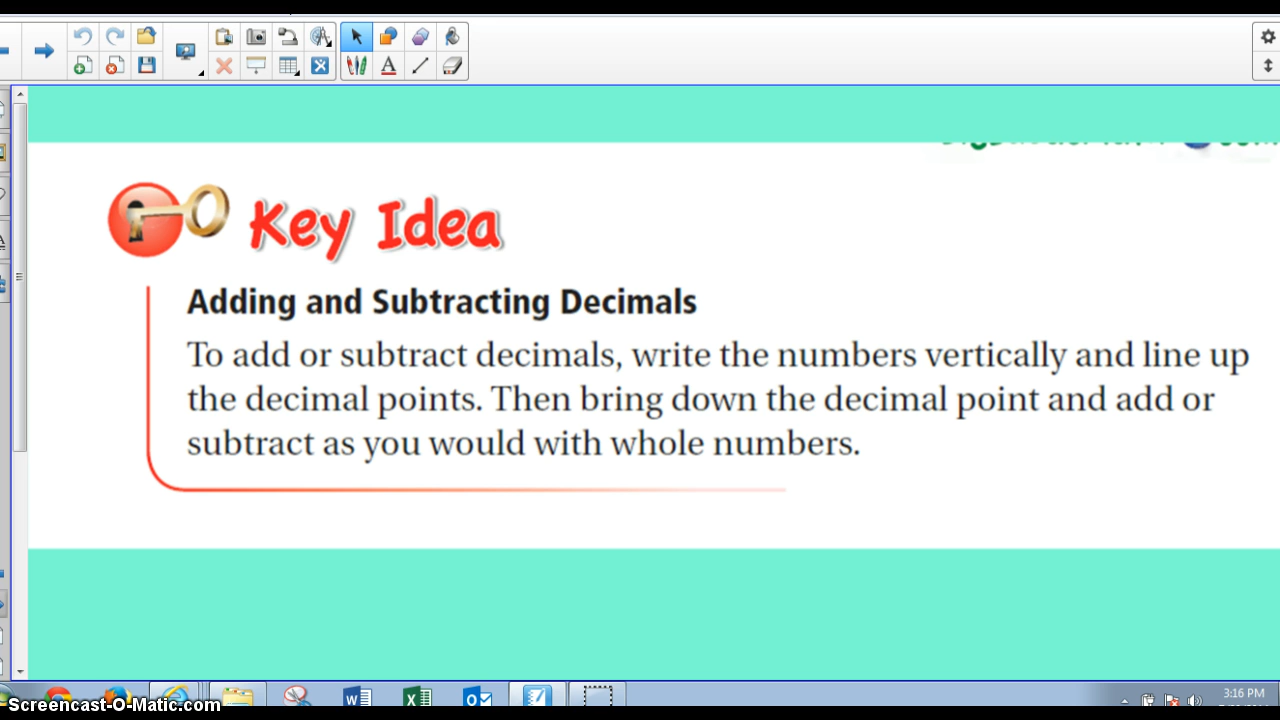 Key Idea
Adding and Subtracting Decimals
To add or subtract decimals, write the numbers vertically and line up
the decimal points. Then bring down the decimal point and add or
subtract as you would with whole numbers.
3:16 PM
Screencast-O-Matic.com